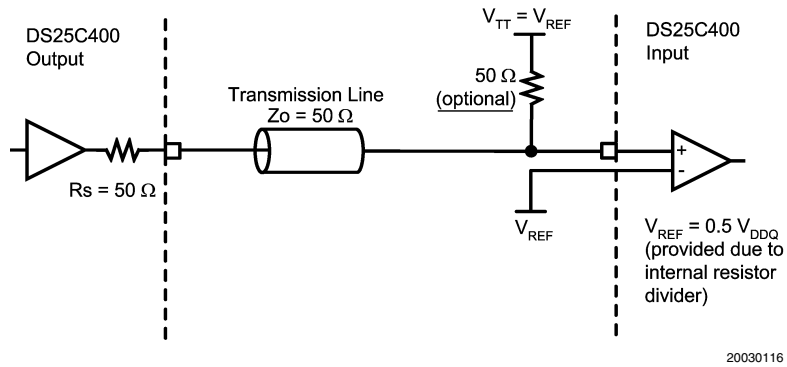 DS25C400
Output
Rs = 50 Ω
Transmission Line
Zo = 50 Ω
VTT = VREF
50 Ω
(optional)
VREF
DS25C400
Input
+
-
VREF = 0.5 VDDQ
(provided due to
internal resistor
divider)
20030116